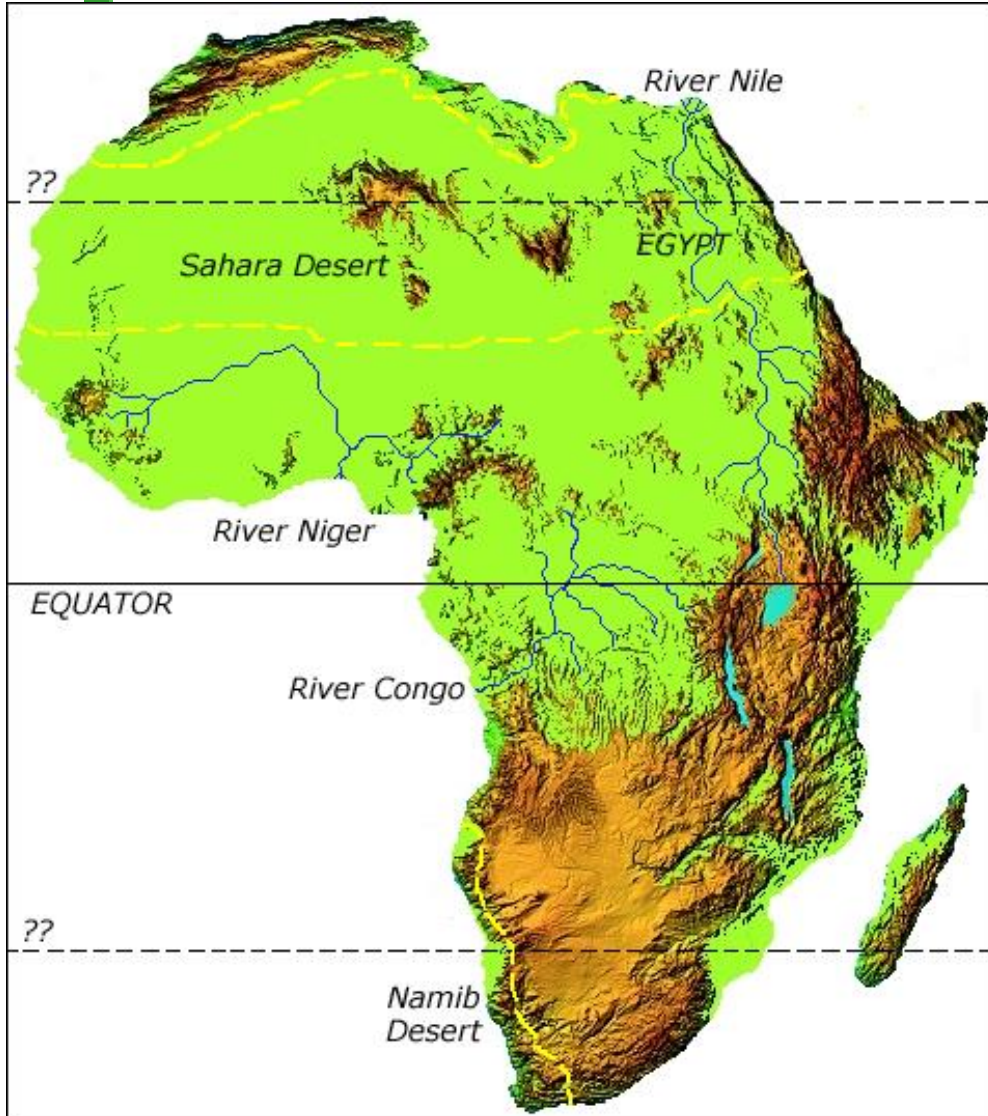 River Nile
??
EGYPT
Sahara Desert
River Niger
EQUATOR
River Congo
??
Namib
Desert